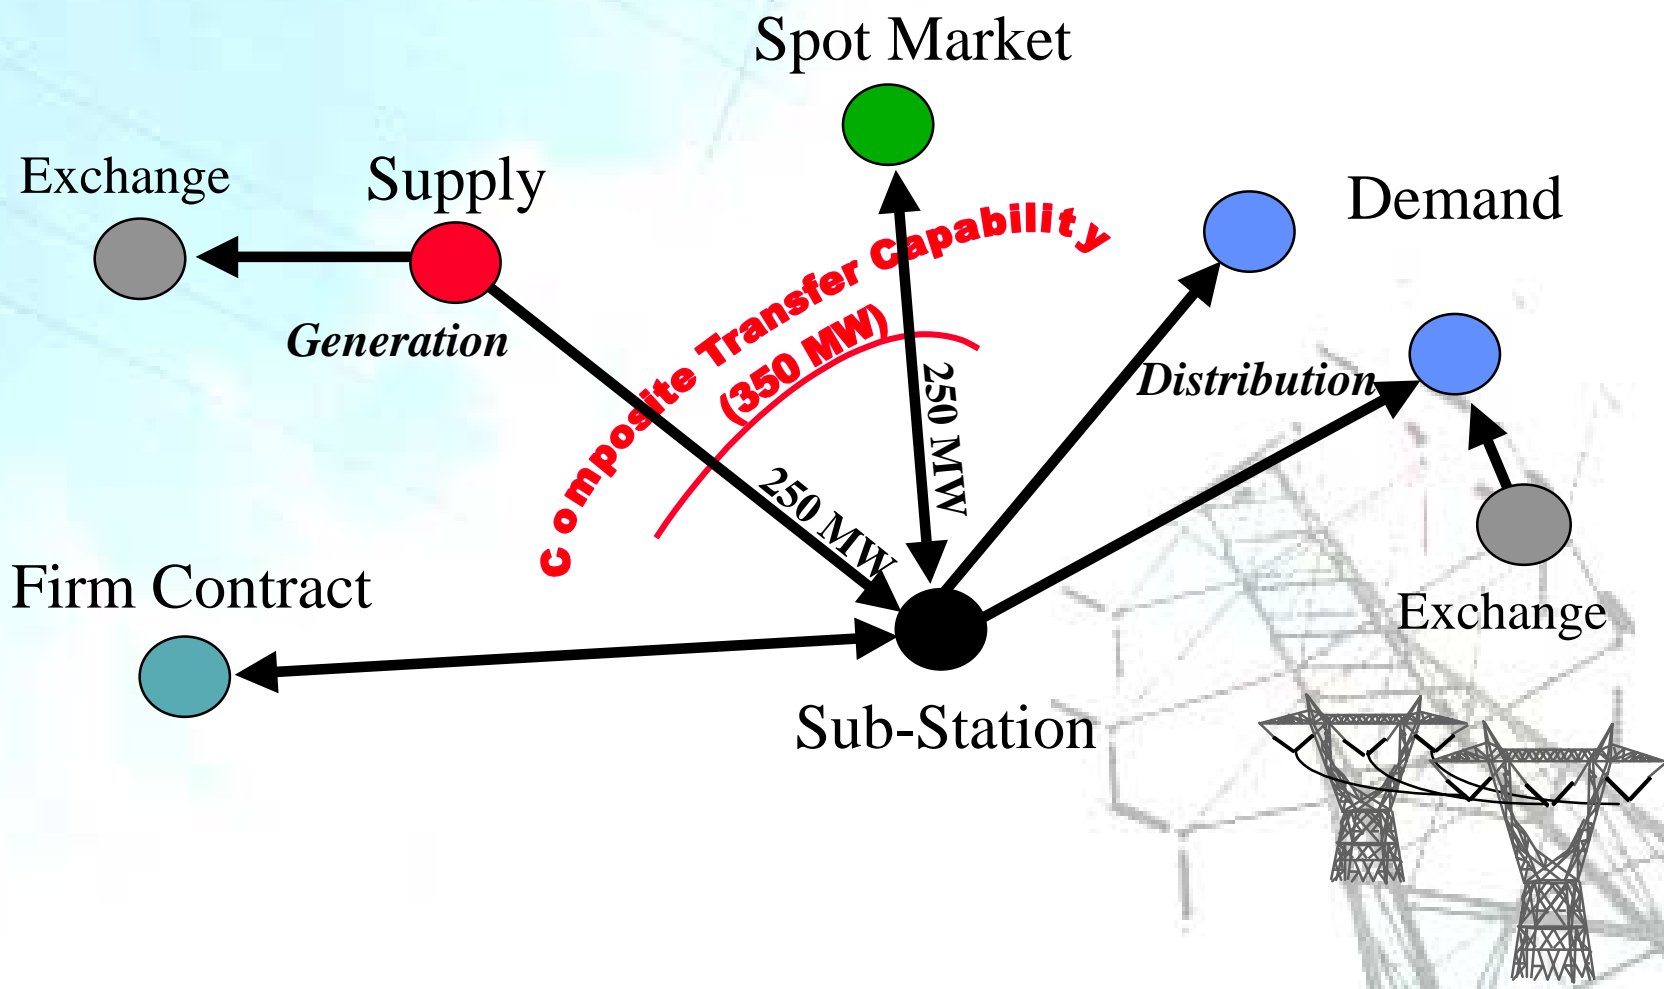 Spot Market
Exchange
Supply
Demand
Composite Transfer Capability
(350 MW)
Generation
250 MW
Distribution
250 MW
Firm Contract
Exchange
Sub-Station